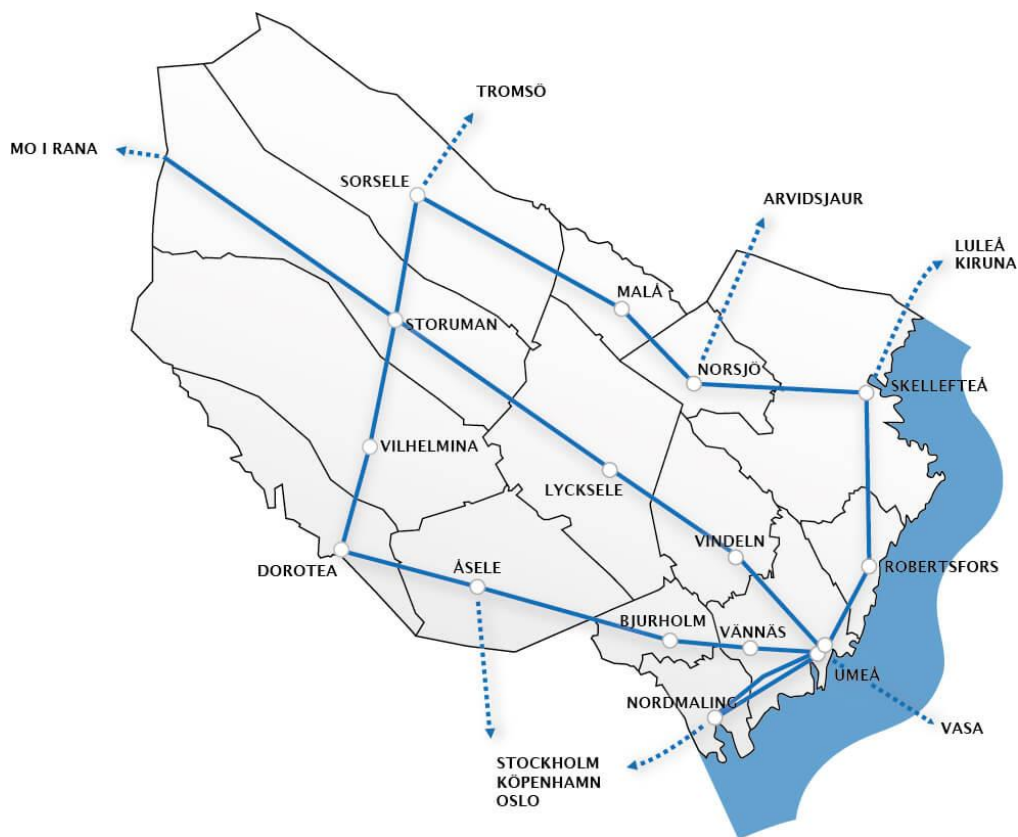 TROMSÖ
MO I RANA
SORSELE
ARVIDSJAUR
LULEÅ
KIRUNA
MALÅ
STORUMAN
NORSJÖ
SKELLEFTEÅ
VILHELMINA
LYCKSELE
VINDELN
DOROTEA
ÅSELE
ROBERTSFORS
BJURHOLM
VÄNNÄS
UMEÅ
NORDMALING
VASA
STOCKHOLM
KÖPENHAMN
OSLO